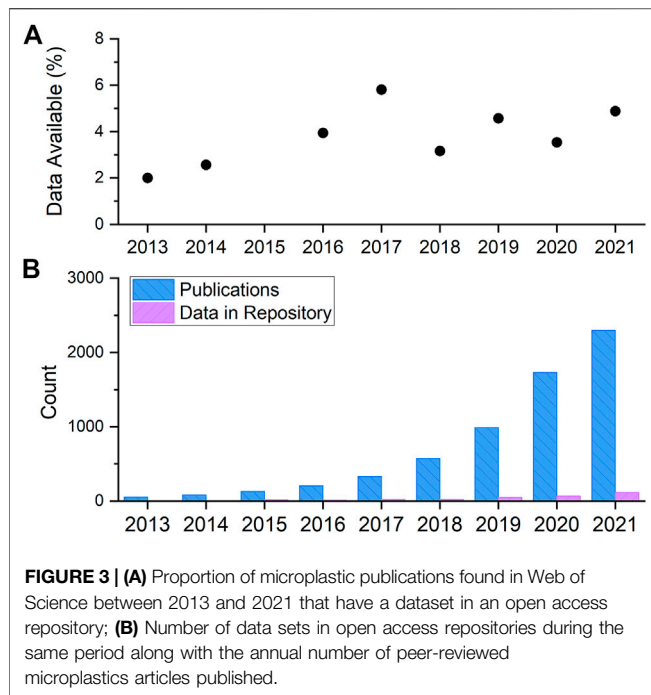 A
Data Available (%)
8
6
4
2
0
2013 2014 2015 2016 2017 2018 2019 2020 2021
B
Publications
Data in Repository
Count
3000
2000
1000
0
2013 2014 2015 2016 2017 2018 2019 2020 2021
FIGURE 3 | (A) Proportion of microplastic publications found in Web of
Science between 2013 and 2021 that have a dataset in an open access
repository; (B) Number of data sets in open access repositories during the
same period along with the annual number of peer-reviewed
microplastics articles published.